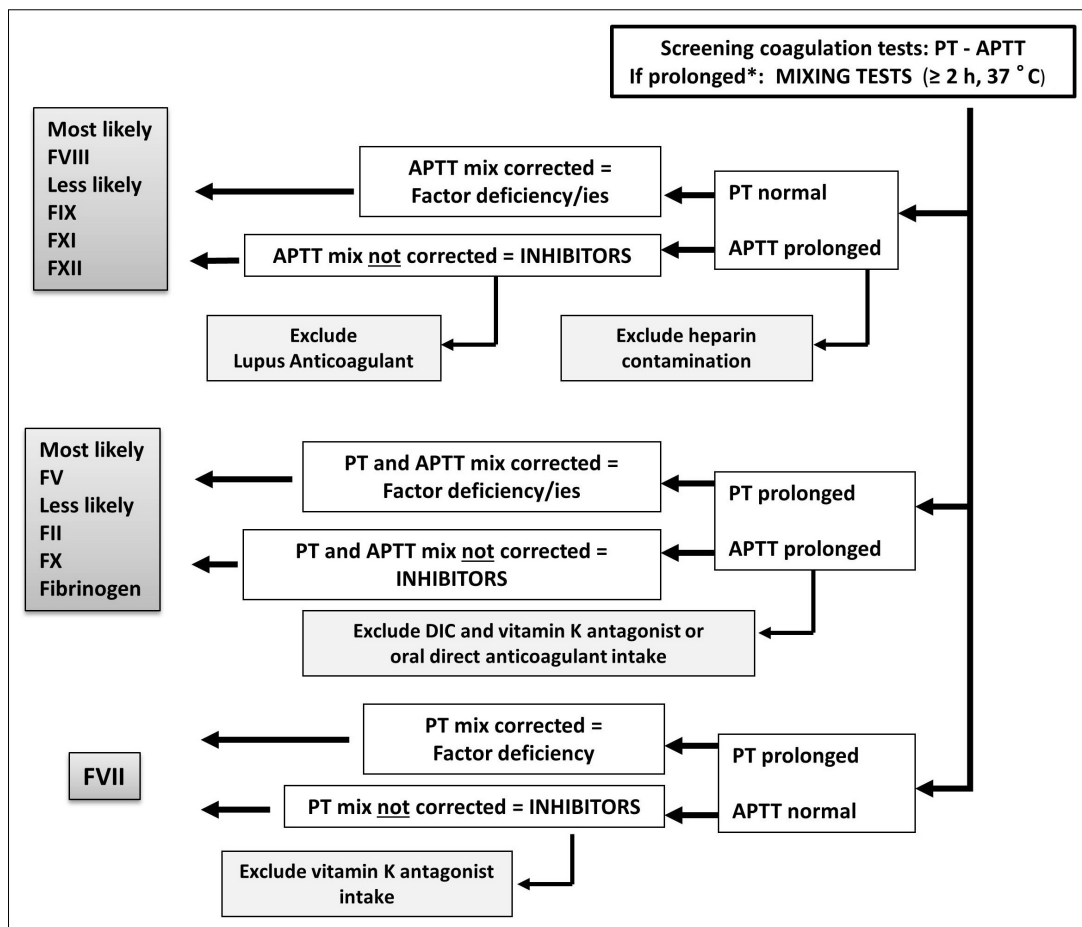 Screening coagulation tests: PT - APTT
If prolonged*: MIXING TESTS (≥ 2 h, 37 °C)
Most likely
FVIII
Less likely
FIX
FXI
FXII
APTT mix corrected =
Factor deficiency/ies
PT normal
APTT prolonged
APTT mix not corrected = INHIBITORS
Exclude
Lupus Anticoagulant
Exclude heparin
contamination
Most likely
FV
Less likely
FII
FX
Fibrinogen
PT and APTT mix corrected =
Factor deficiency/ies
PT prolonged
APTT prolonged
PT and APTT mix not corrected =
INHIBITORS
Exclude DIC and vitamin K antagonist or
oral direct anticoagulant intake
FVII
PT mix corrected =
Factor deficiency
PT prolonged
APTT normal
PT mix not corrected = INHIBITORS
Exclude vitamin K antagonist
intake